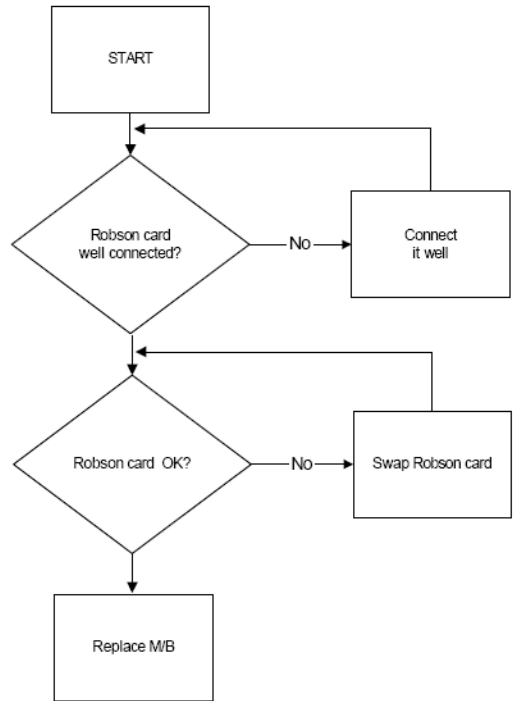 START
Robson card
well connected?
No
Connect
it well
Robson card OK?
No
Swap Robson card
Replace M/B